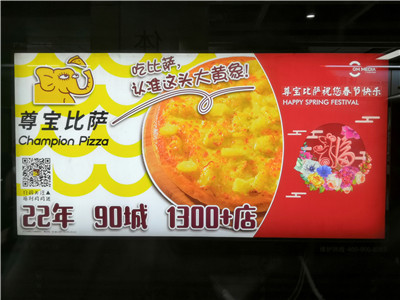 吃比萨,
认准这头大黄象!
GH MEDIA
尊宝比萨祝您春节快乐
HAPPY SPRING FESTIVAL
尊宝比萨
Champion Pizza
福
22年 90城 1300+店